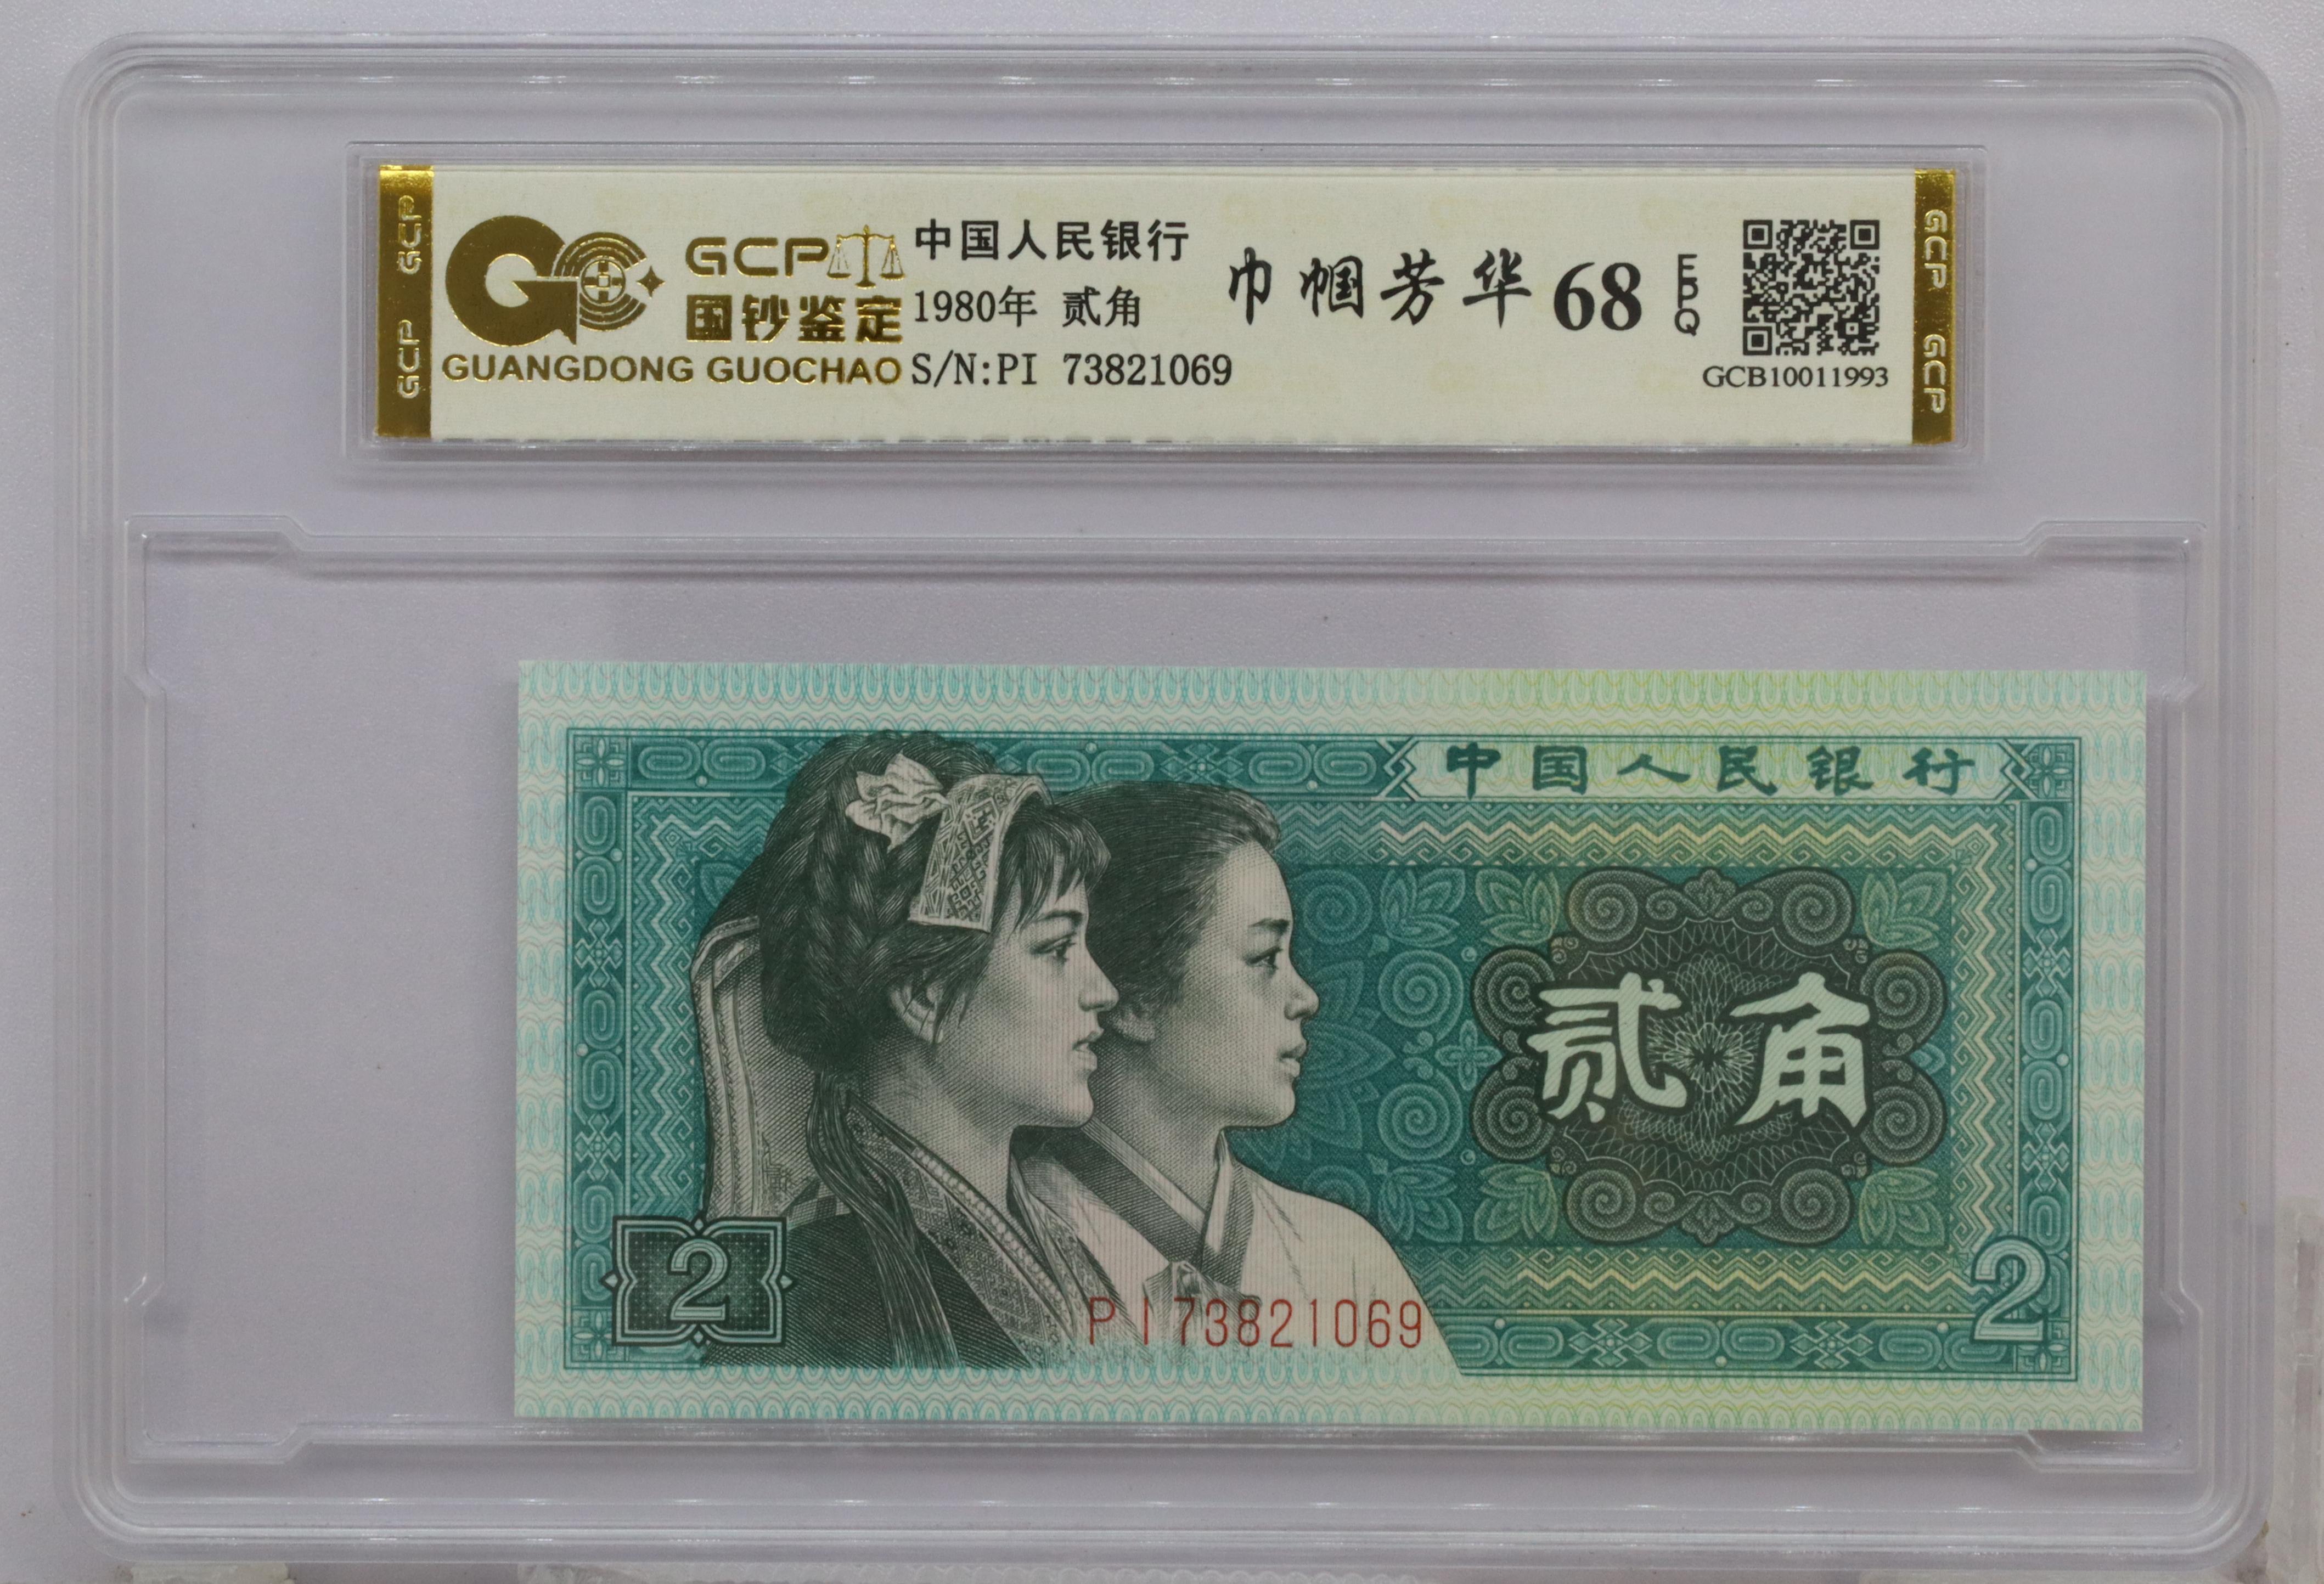 GCP GCP
GCP
国钞鉴定
GUANGDONG GUOCHAO
中国人民银行
1980年 贰角
S/N:PI 73821069
巾帼芳华 68 EPQ
GCB10011993
GCP GCP
中国人民银行
贰角
2
PI73821069
2